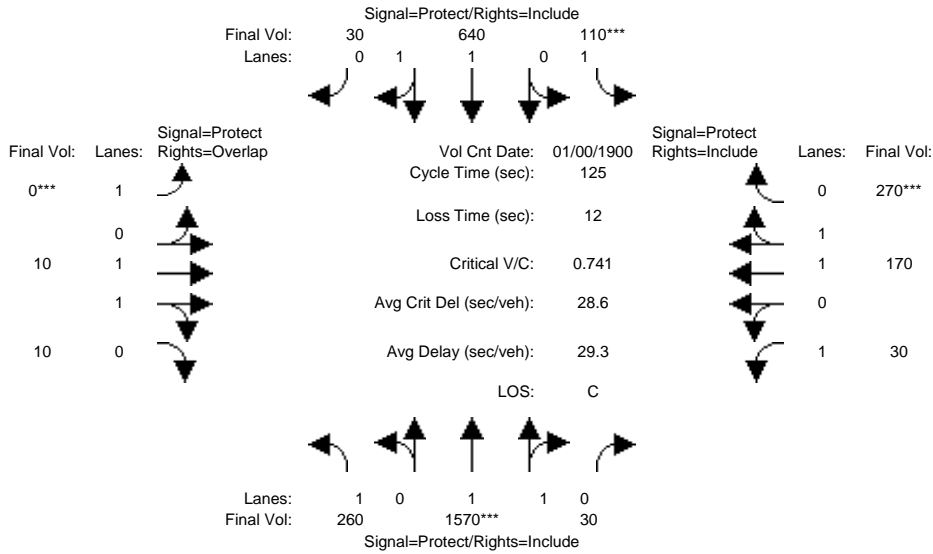 Signal=Protect/Rights=Include
Final Vol: 30 640 110***
Lanes: 0 1 1 0 1
Signal=Protect
Final Vol: Lanes: Rights=Overlap
Vol Cnt Date: 01/00/1900
Signal=Protect
Rights=Include Lanes: Final Vol:
Cycle Time (sec): 125
0*** 1
0 270***
Loss Time (sec): 12
0
1
10 1
Critical V/C: 0.741
1 170
1
Avg Crit Del (sec/veh): 28.6
0
10 0
Avg Delay (sec/veh): 29.3
1 30
LOS: C
Lanes: 1 0 1 1 0
Final Vol: 260 1570*** 30
Signal=Protect/Rights=Include